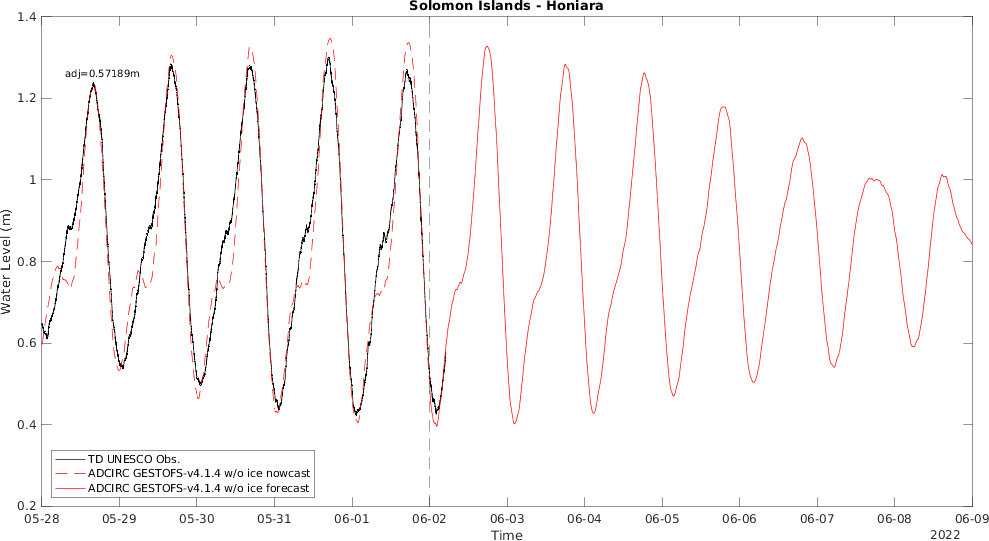 Solomon Islands - Honiara
1.4
adj=0.57189m
1.2
1
0.8
0.6
0.4
0.2
Water Level (m)
TD UNESCO Obs.
ADCIRC GESTOFS-v4.1.4 w/o ice nowcast
ADCIRC GESTOFS-v4.1.4 w/o ice forecast
05-28 05-29 05-30 05-31 06-01 06-02 06-03 06-04 06-05 06-06 06-07 06-08 06-09
Time
2022